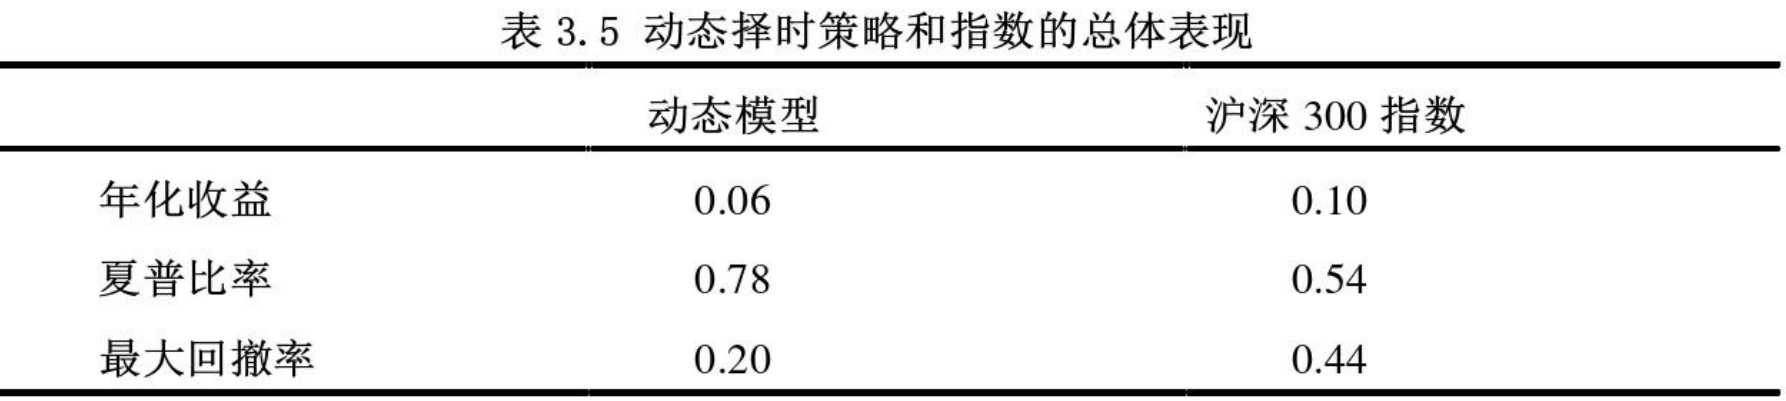 表 3.5 动态择时策略和指数的总体表现
动态模型 沪深 300 指数
年化收益 0.06 0.10
夏普比率 0.78 0.54
最大回撤率 0.20 0.44